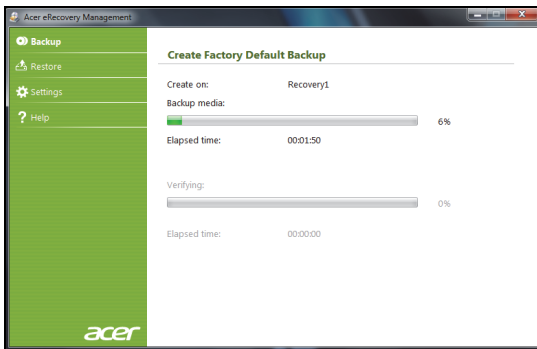 Acer eRecovery Management
Backup
Restore
Settings
? Help
Create Factory Default Backup
Create on: Recovery1
Backup media:
6%
Elapsed time: 00:01:50
Verifying:
0%
Elapsed time: 00:00:00
acer